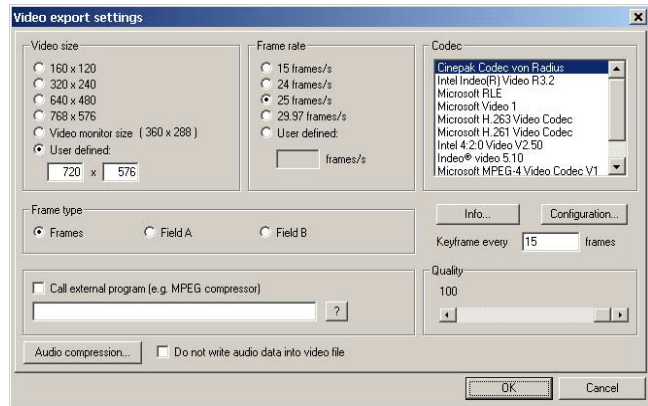 Video export settings
Video size
160 x 120
320 x 240
640 x 480
768 x 576
Video monitor size ( 360 x 288 )
User defined:
720 x 576
Frame rate
15 frames/s
24 frames/s
25 frames/s
29.97 frames/s
User defined:
frames/s
Codec
Cinepak Codec von Radius
Intel Indeo(R) Video R3.2
Microsoft RLE
Microsoft Video 1
Microsoft H.263 Video Codec
Microsoft H.261 Video Codec
Intel 4:2:0 Video V2.50
Indeo® video 5.10
Microsoft MPEG-4 Video Codec V1
Frame type
Frames
Field A
Field B
Info...
Configuration...
Keyframe every 15 frames
Call external program (e.g. MPEG compressor)
?
Quality
100
Audio compression...
Do not write audio data into video file
OK
Cancel